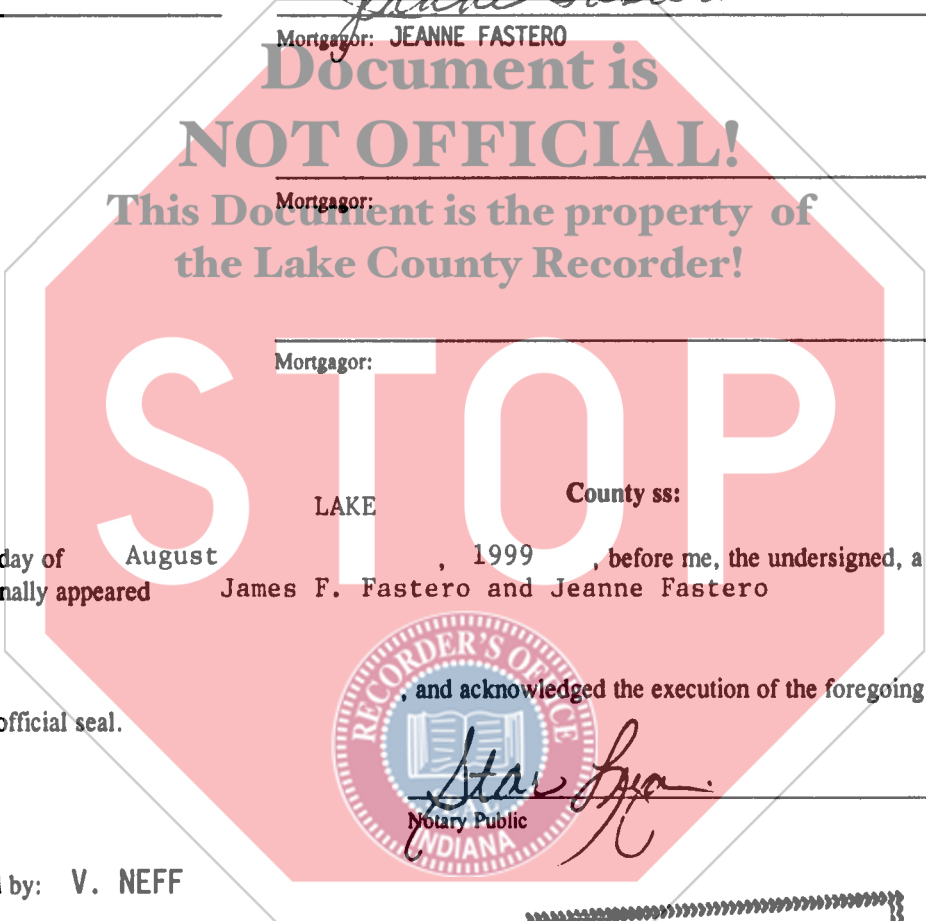 Mortgagor: JEANNE FASTERO
Document is
NOT OFFICIAL!
Mortgagor:
This Document is the property of
the Lake County Recorder!
Mortgagor:
STOP
LAKE County ss:
day of August , 1999 , before me, the undersigned, a
nally appeared James F. Fastero and Jeanne Fastero
RECORDER'S OFFICE
, and acknowledged the execution of the foregoing
official seal.
SEAL
Notary Public
INDIANA
by: V. NEFF